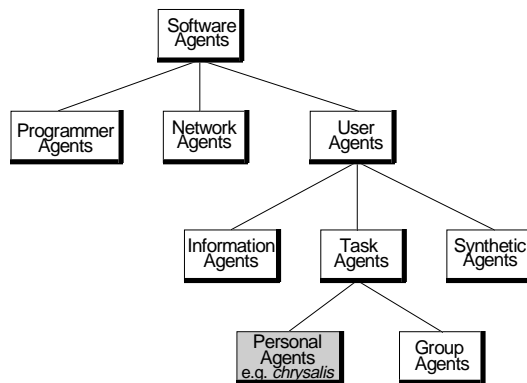 Software
Agents
Programmer
Agents
Network
Agents
User
Agents
Information
Agents
Task
Agents
Synthetic
Agents
Personal
Agents
e.g. chrysalis
Group
Agents